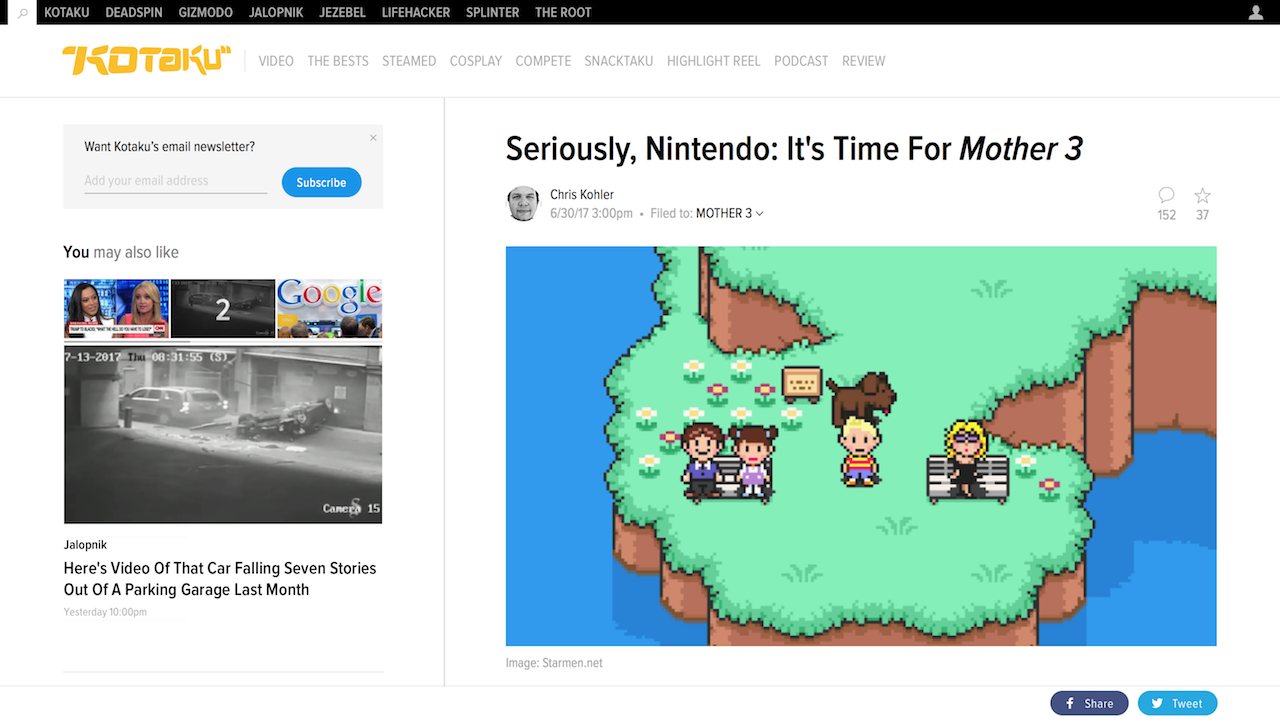 KOTAKU DEADSPIN GIZMODO JALOPNIK JEZEBEL LIFEHACKER SPLINTER THE ROOT
KOTAKU
VIDEO THE BESTS STEAMED COSPLAY COMPETE SNACKTAKU HIGHLIGHT REEL PODCAST REVIEW
Want Kotaku's email newsletter?
Add your email address
Subscribe
You may also like
TRUMP TO BLACKS: "WHAT THE HELL DO YOU HAVE TO LOSE?"
CNN
2
Google
7-13-2017 Thu 08:31:55 (S)
Camera 15
Jalopnik
Here's Video Of That Car Falling Seven Stories
Out Of A Parking Garage Last Month
Yesterday 10:00pm
Seriously, Nintendo: It's Time For Mother 3
Chris Kohler
6/30/17 3:00pm • Filed to: MOTHER 3
152
37
Image: Starmen.net
Share
Tweet